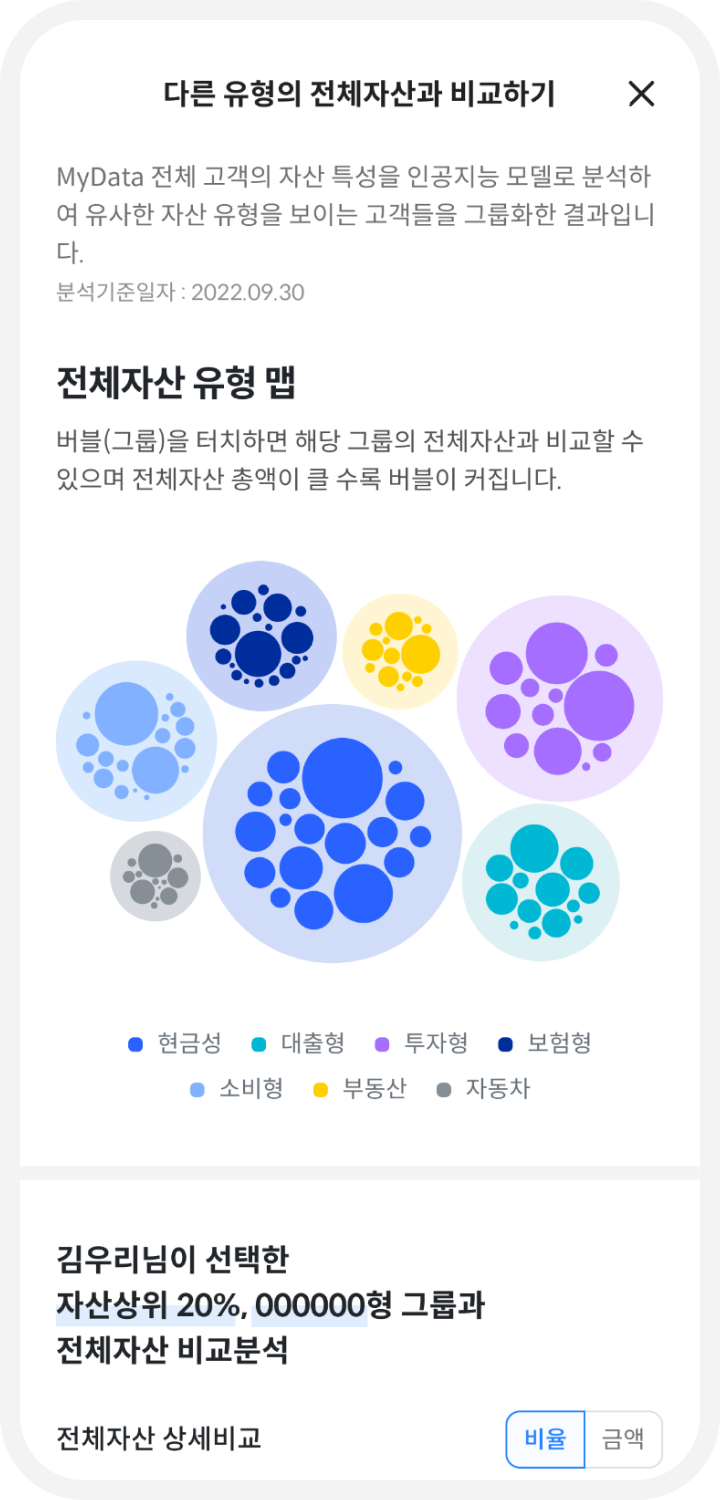 다른 유형의 전체자산과 비교하기
MyData 전체 고객의 자산 특성을 인공지능 모델로 분석하
여 유사한 자산 유형을 보이는 고객들을 그룹화한 결과입니
다.
분석기준일자 : 2022.09.30
전체자산 유형 맵
버블(그룹)을 터치하면 해당 그룹의 전체자산과 비교할 수
있으며 전체자산 총액이 클 수록 버블이 커집니다.
현금성 대출형 투자형 보험형
소비형 부동산 자동차
김우리님이 선택한
자산상위 20%, 000000형 그룹과
전체자산 비교분석
전체자산 상세비교 비율 금액